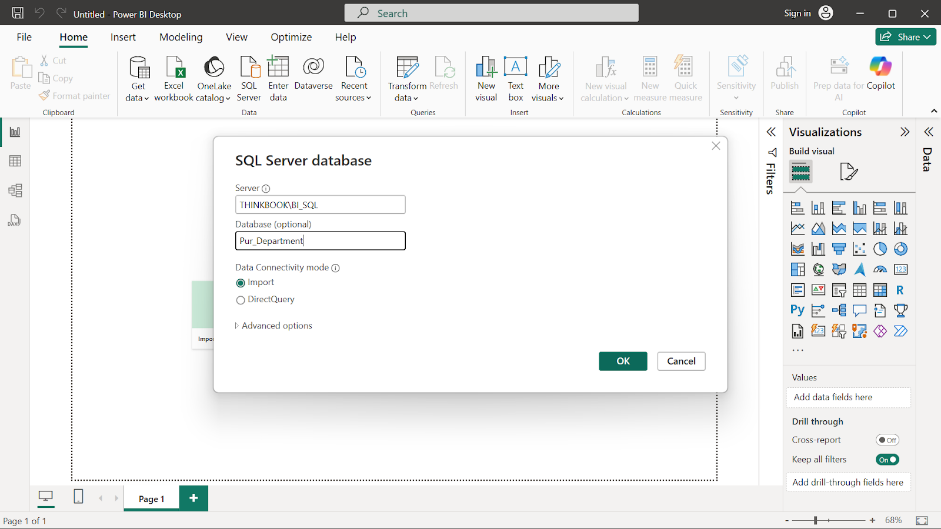 Untitled · Power BI Desktop
Search
Sign in
File Home Insert Modeling View Optimize Help
Share
Paste
Cut
Copy
Format painter
Clipboard
Get data
Excel workbook
OneLake catalog
SQL Server
Enter data
Dataverse
Recent sources
Data
Transform data
Refresh
Queries
New visual
Text box
More visuals
Insert
New visual calculation
New measure
Quick measure
Calculations
Sensitivity
Sensitivity
Publish
Share
Prep data for AI
Copilot
Copilot
SQL Server database
Server
THINKBOOK\BI_SQL
Database (optional)
Pur_Department
Data Connectivity mode
Import
DirectQuery
Advanced options
OK
Cancel
Impor
Filters
Visualizations
Build visual
123
R
Py
Values
Add data fields here
Drill through
Cross-report
Off
Keep all filters
On
Add drill-through fields here
Data
DAX
Page 1
Page 1 of 1
68%